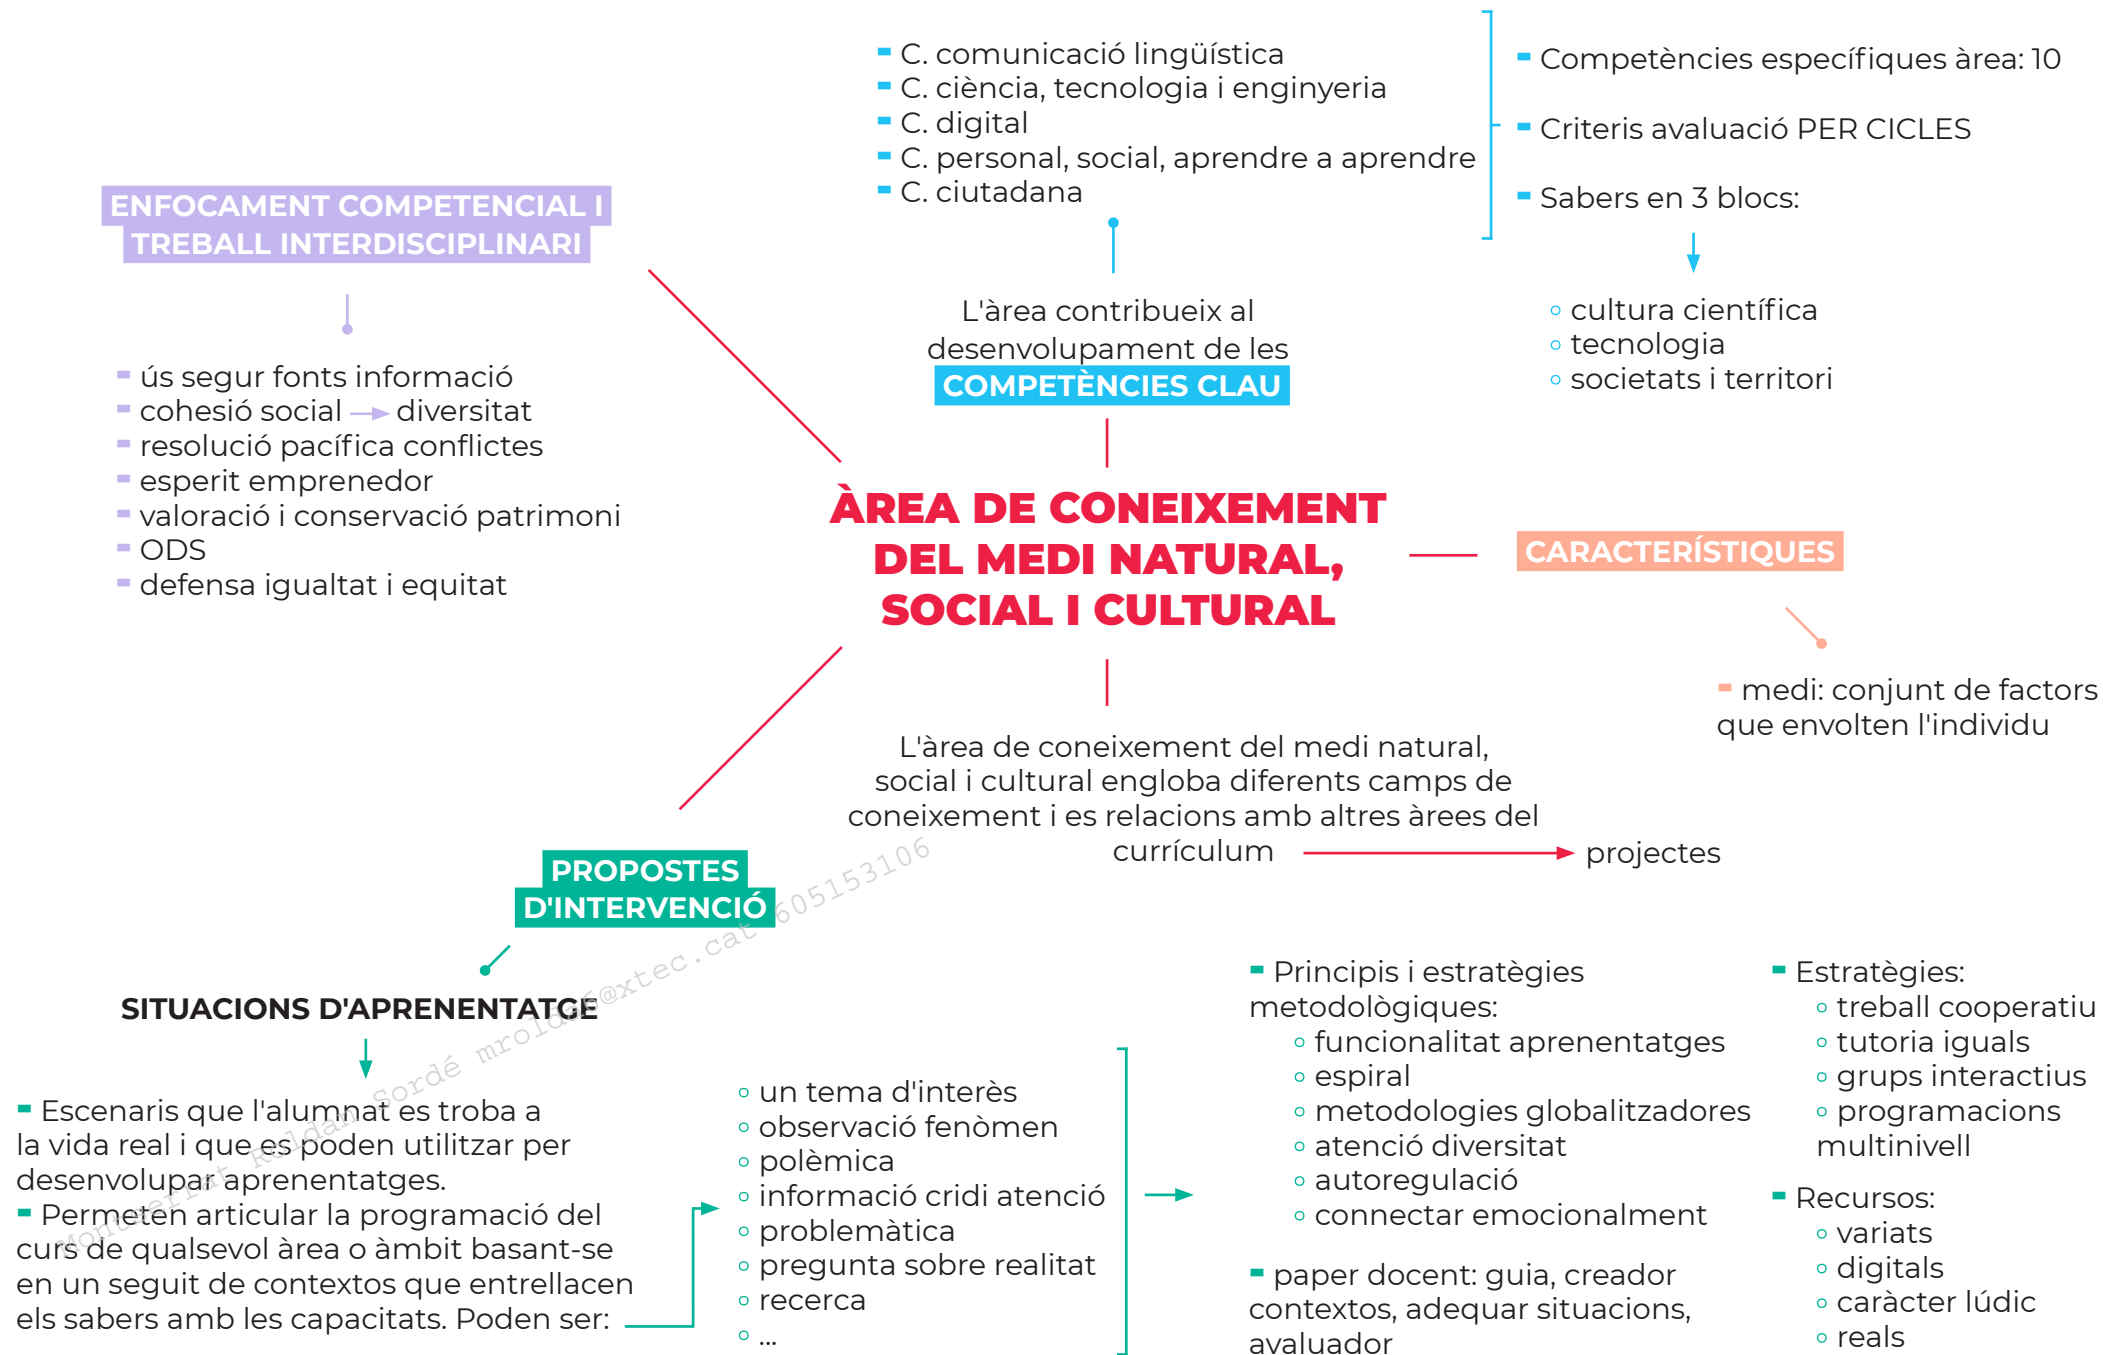 - C. comunicació lingüística
- C. ciència, tecnologia i enginyeria
- C. digital
- C. personal, social, aprendre a aprendre
- C. ciutadana
- Competències específiques àrea: 10
- Criteris avaluació PER CICLES
- Sabers en 3 blocs:
cultura científica
tecnologia
societats i territori
L'àrea contribueix al
desenvolupament de les
COMPETÈNCIES CLAU
ENFOCAMENT COMPETENCIAL I
TREBALL INTERDISCIPLINARI
- ús segur fonts informació
- cohesió social → diversitat
- resolució pacífica conflictes
- esperit emprenedor
- valoració i conservació patrimoni
- ODS
- defensa igualtat i equitat
ÀREA DE CONEIXEMENT
DEL MEDI NATURAL,
SOCIAL I CULTURAL
CARACTERÍSTIQUES
- medi: conjunt de factors
que envolten l'individu
L'àrea de coneixement del medi natural,
social i cultural engloba diferents camps de
coneixement i es relacions amb altres àrees del
currículum → projectes
PROPOSTES
D'INTERVENCIÓ
SITUACIONS D'APRENENTATGE
- Escenaris que l'alumnat es troba a
la vida real i que es poden utilitzar per
desenvolupar aprenentatges.
- Permeten articular la programació del
curs de qualsevol àrea o àmbit basant-se
en un seguit de contextos que entrellacen
els sabers amb les capacitats. Poden ser:
un tema d'interès
observació fenòmen
polèmica
informació cridi atenció
problemàtica
pregunta sobre realitat
recerca
...
- Principis i estratègies
metodològiques:
funcionalitat aprenentatges
espiral
metodologies globalitzadores
atenció diversitat
autoregulació
connectar emocionalment
- paper docent: guia, creador
contextos, adequar situacions,
avaluador
- Estratègies:
treball cooperatiu
tutoria iguals
grups interactius
programacions
multinivell
- Recursos:
variats
digitals
caràcter lúdic
reals
Montserrat Roldan Sordé mrolda6@xtec.cat 605153106